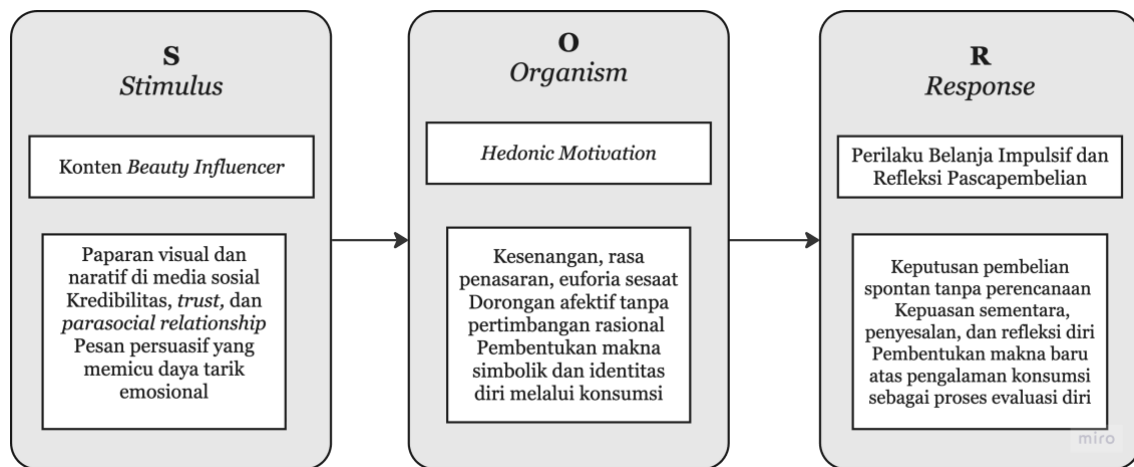 S
Stimulus
Konten Beauty Influencer
Paparan visual dan
naratif di media sosial
Kredibilitas, trust, dan
parasocial relationship
Pesan persuasif yang
memicu daya tarik
emosional
O
Organism
Hedonic Motivation
Kesenangan, rasa
penasaran, euforia sesaat
Dorongan afektif tanpa
pertimbangan rasional
Pembentukan makna
simbolik dan identitas
diri melalui konsumsi
R
Response
Perilaku Belanja Impulsif dan
Refleksi Pascapembelian
Keputusan pembelian
spontan tanpa perencanaan
Kepuasan sementara,
penyesalan, dan refleksi diri
Pembentukan makna baru
atas pengalaman konsumsi
sebagai proses evaluasi diri
miro